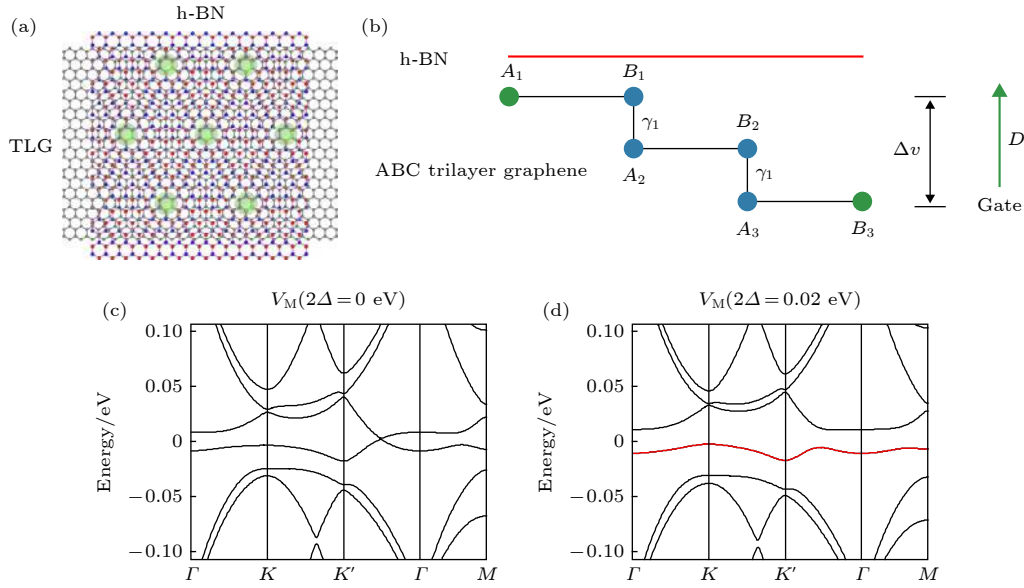 (a)
h-BN
TLG
(b)
h-BN
A₁
B₁
γ₁
B₂
A₂
γ₁
ABC trilayer graphene
A₃
B₃
Δv
D
Gate
(c)
V_M(2Δ=0 eV)
Energy/eV
0.10
0.05
0
−0.05
−0.10
Γ K K′ Γ M
(d)
V_M(2Δ=0.02 eV)
Energy/eV
0.10
0.05
0
−0.05
−0.10
Γ K K′ Γ M